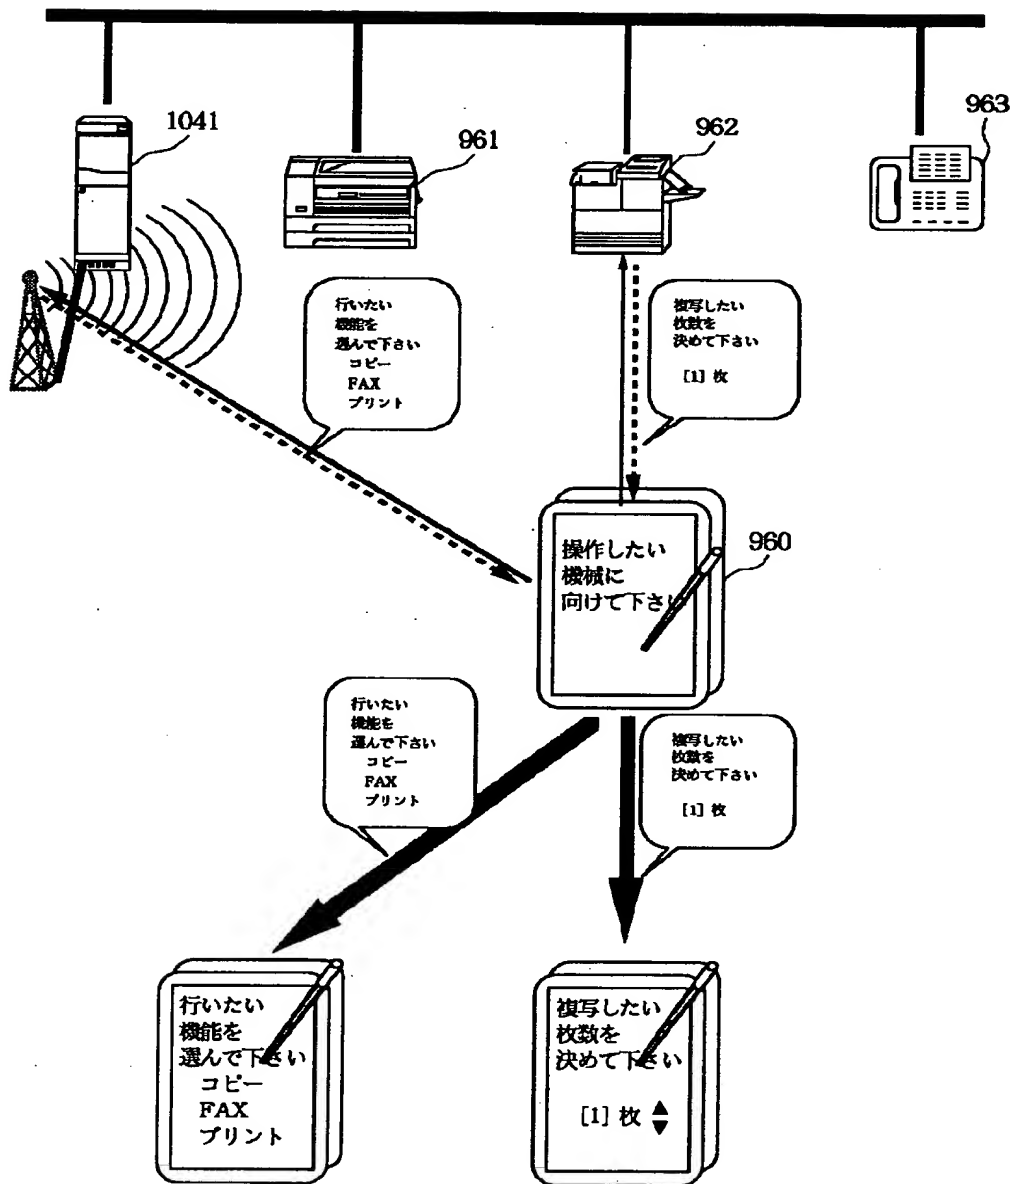 1041
961
962
963
行いたい
機能を
選んで下さい
コピー
FAX
プリント
複写したい
枚数を
決めて下さい
[1] 枚
操作したい
機械に
向けて下さい
960
行いたい
機能を
選んで下さい
コピー
FAX
プリント
複写したい
枚数を
決めて下さい
[1] 枚
行いたい
機能を
選んで下さい
コピー
FAX
プリント
複写したい
枚数を
決めて下さい
[1] 枚